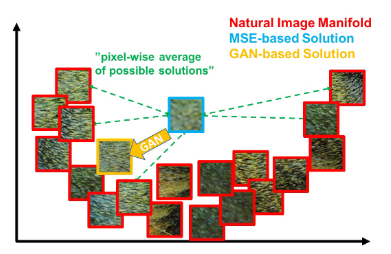 Natural Image Manifold
MSE-based Solution
GAN-based Solution
"pixel-wise average
of possible solutions"
GAN